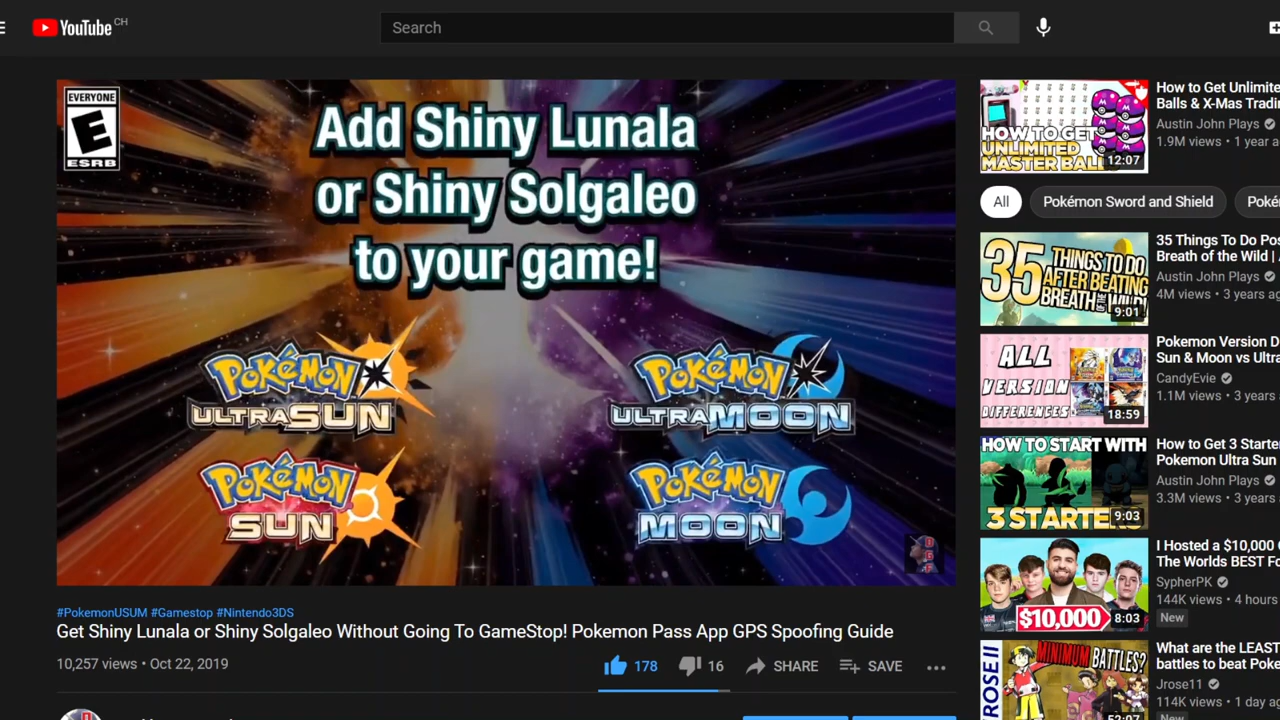 YouTube CH
Search
EVERYONE
E
ESRB
Add Shiny Lunala
or Shiny Solgaleo
to your game!
POKéMON
ULTRA SUN
POKéMON
ULTRA MOON
POKéMON
SUN
POKéMON
MOON
#PokemonUSUM #Gamestop #Nintendo3DS
Get Shiny Lunala or Shiny Solgaleo Without Going To GameStop! Pokemon Pass App GPS Spoofing Guide
10,257 views • Oct 22, 2019
178
16
SHARE
SAVE
HOW TO GET
UNLIMITED
MASTER BALL
12:07
How to Get Unlimite
Balls & X-Mas Tradi
Austin John Plays
1.9M views • 1 year a
All
Pokémon Sword and Shield
Poké
35 THINGS TO DO
AFTER BEATING
BREATH OF THE WILD!
9:01
35 Things To Do Pos
Breath of the Wild |
Austin John Plays
4M views • 3 years ag
ALL
VERSION
DIFFERENCES
18:59
Pokemon Version D
Sun & Moon vs Ultra
CandyEvie
1.1M views • 3 years
HOW TO START WITH
3 STARTE
9:03
How to Get 3 Starte
Pokemon Ultra Sun
Austin John Plays
3.3M views • 3 years
$10,000
8:03
I Hosted a $10,000
The Worlds BEST Fo
SypherPK
144K views • 4 hours
New
JROSE11
MINIMUM BATTLES?
52:07
What are the LEAST
battles to beat Poke
Jrose11
114K views • 1 day a
New